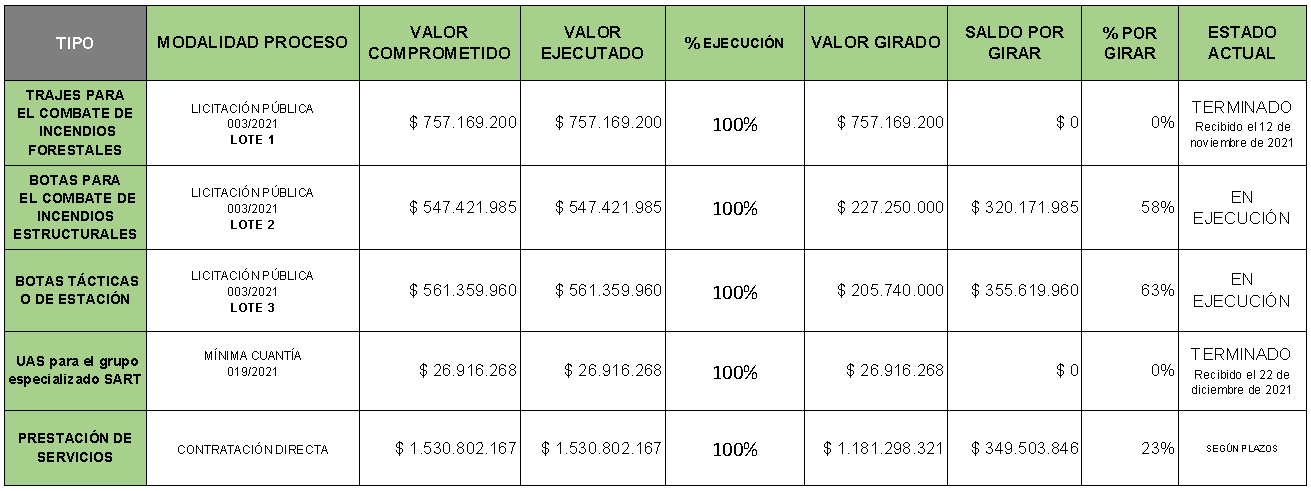 TIPO
MODALIDAD PROCESO
VALOR
COMPROMETIDO
VALOR
EJECUTADO
% EJECUCIÓN
VALOR GIRADO
SALDO POR
GIRAR
% POR
GIRAR
ESTADO
ACTUAL
TRAJES PARA
EL COMBATE DE
INCENDIOS
FORESTALES
LICITACIÓN PÚBLICA
003/2021
LOTE 1
$ 757.169.200
$ 757.169.200
100%
$ 757.169.200
$ 0
0%
TERMINADO
Recibido el 12 de
noviembre de 2021
BOTAS PARA
EL COMBATE DE
INCENDIOS
ESTRUCTURALES
LICITACIÓN PÚBLICA
003/2021
LOTE 2
$ 547.421.985
$ 547.421.985
100%
$ 227.250.000
$ 320.171.985
58%
EN
EJECUCIÓN
BOTAS TÁCTICAS
O DE ESTACIÓN
LICITACIÓN PÚBLICA
003/2021
LOTE 3
$ 561.359.960
$ 561.359.960
100%
$ 205.740.000
$ 355.619.960
63%
EN
EJECUCIÓN
UAS para el grupo
especializado SART
MÍNIMA CUANTÍA
019/2021
$ 26.916.268
$ 26.916.268
100%
$ 26.916.268
$ 0
0%
TERMINADO
Recibido el 22 de
diciembre de 2021
PRESTACIÓN DE
SERVICIOS
CONTRATACIÓN DIRECTA
$ 1.530.802.167
$ 1.530.802.167
100%
$ 1.181.298.321
$ 349.503.846
23%
SEGÚN PLAZOS